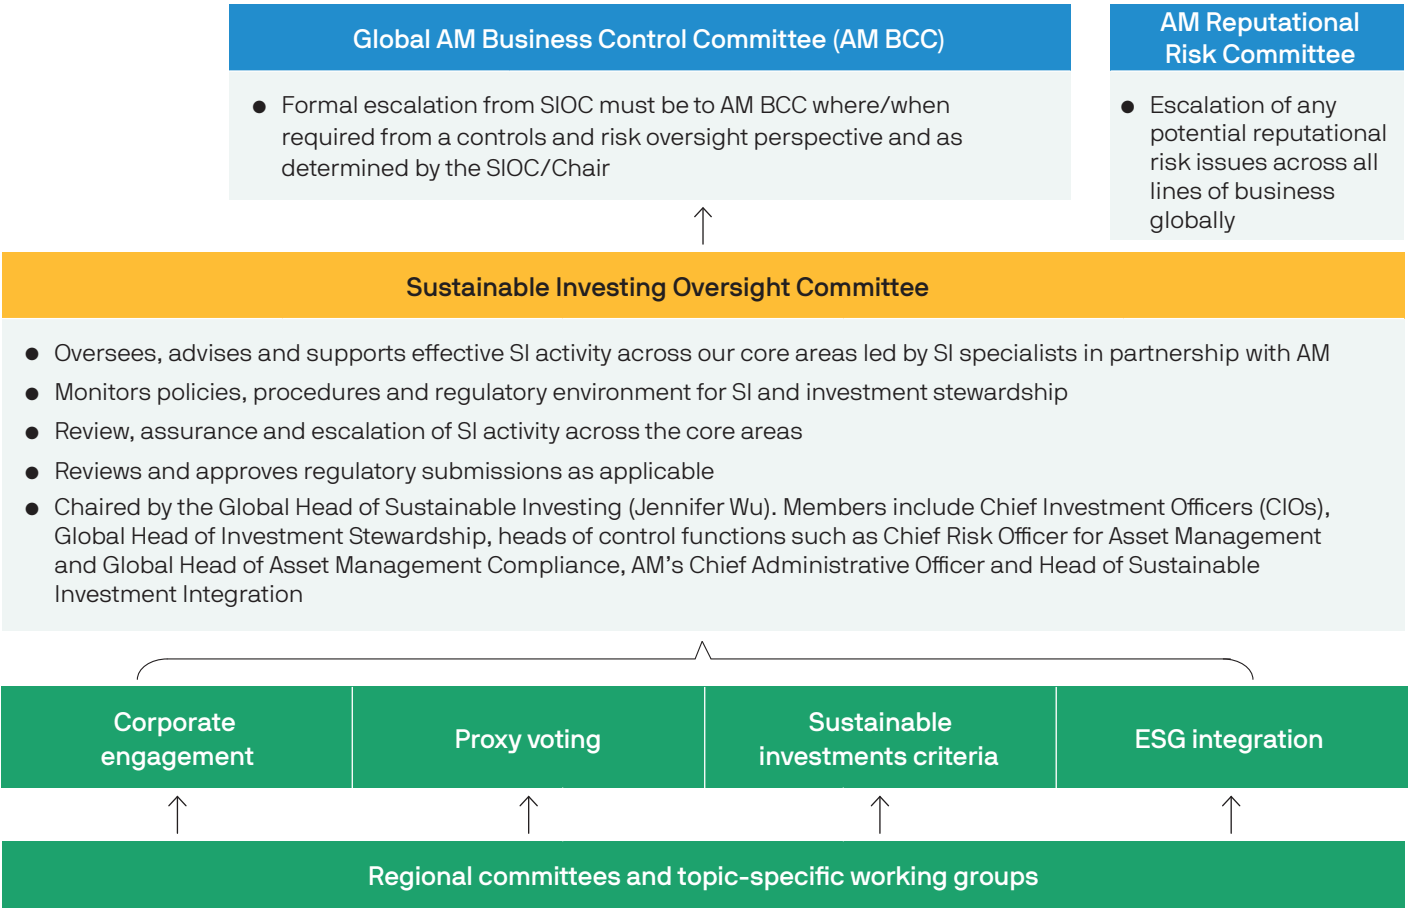 Global AM Business Control Committee (AM BCC)
● Formal escalation from SIOC must be to AM BCC where/when
required from a controls and risk oversight perspective and as
determined by the SIOC/Chair
AM Reputational
Risk Committee
● Escalation of any
potential reputational
risk issues across all
lines of business
globally
Sustainable Investing Oversight Committee
● Oversees, advises and supports effective SI activity across our core areas led by SI specialists in partnership with AM
● Monitors policies, procedures and regulatory environment for SI and investment stewardship
● Review, assurance and escalation of SI activity across the core areas
● Reviews and approves regulatory submissions as applicable
● Chaired by the Global Head of Sustainable Investing (Jennifer Wu). Members include Chief Investment Officers (CIOs),
Global Head of Investment Stewardship, heads of control functions such as Chief Risk Officer for Asset Management
and Global Head of Asset Management Compliance, AM's Chief Administrative Officer and Head of Sustainable
Investment Integration
Corporate
engagement
Proxy voting
Sustainable
investments criteria
ESG integration
Regional committees and topic-specific working groups